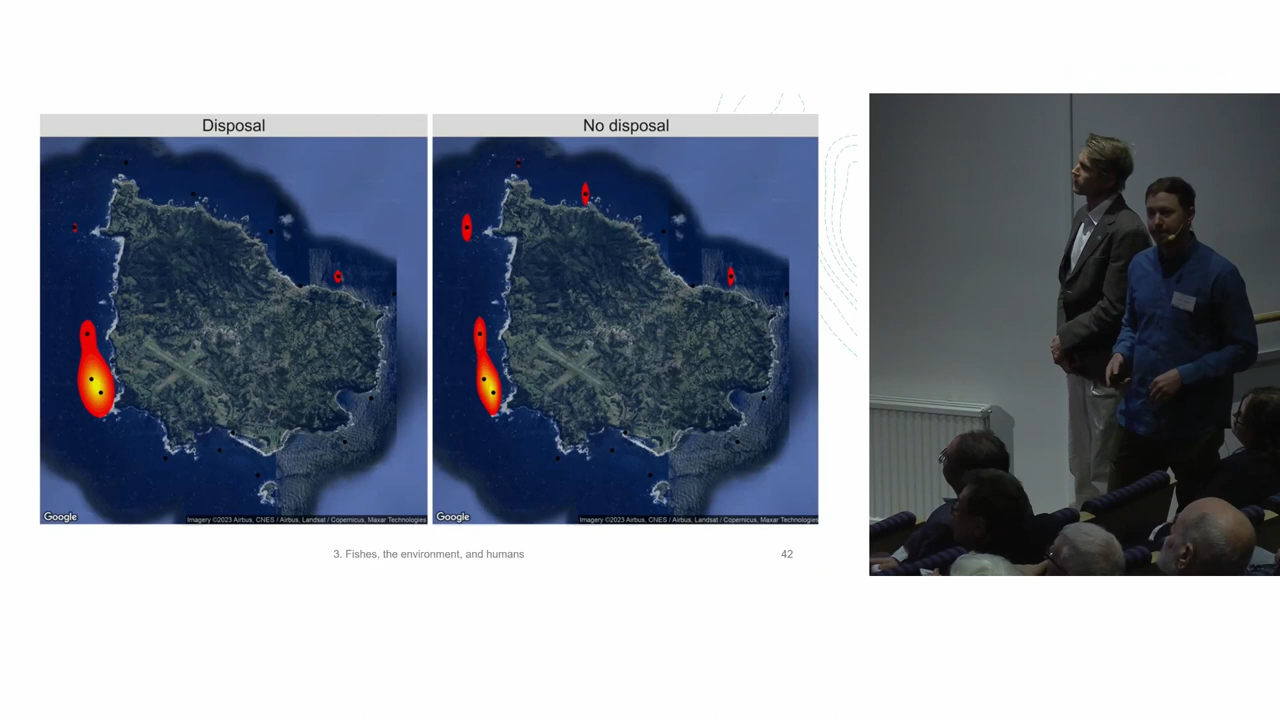 Disposal
No disposal
Google
Imagery ©2023 Airbus, CNES / Airbus, Landsat / Copernicus, Maxar Technologies
Google
Imagery ©2023 Airbus, CNES / Airbus, Landsat / Copernicus, Maxar Technologies
3. Fishes, the environment, and humans
42